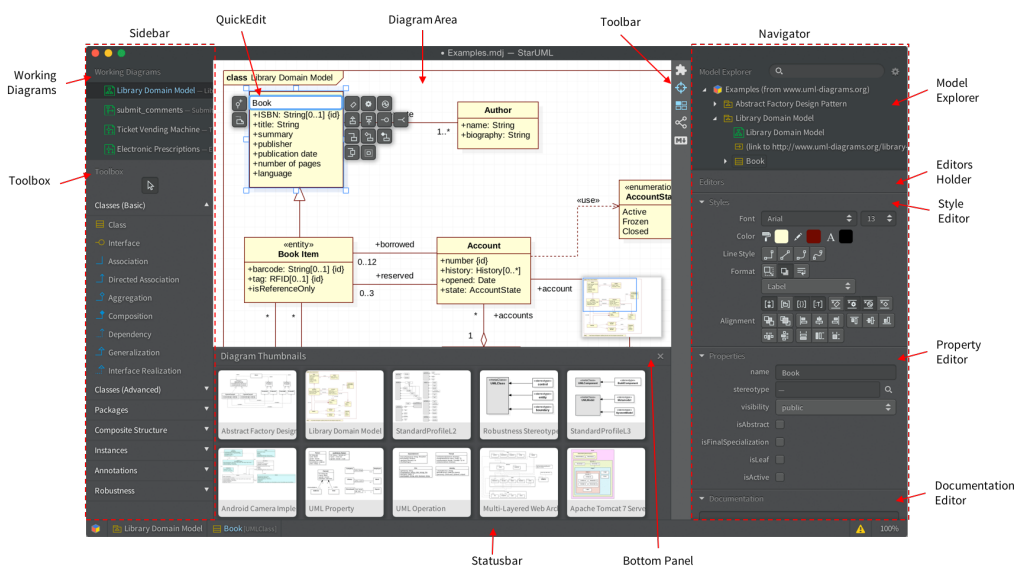 Sidebar
QuickEdit
Diagram Area
Toolbar
Navigator
Working
Diagrams
Toolbox
Model
Explorer
Editors
Holder
Style
Editor
Property
Editor
Documentation
Editor
Statusbar
Bottom Panel
• Examples.mdj — StarUML
Working Diagrams
Library Domain Model — Lib
submit_comments — Submi
Ticket Vending Machine — T
Electronic Prescriptions — E
Toolbox
Classes (Basic)
Class
Interface
Association
Directed Association
Aggregation
Composition
Dependency
Generalization
Interface Realization
Classes (Advanced)
Packages
Composite Structure
Instances
Annotations
Robustness
class Library Domain Model
Book
+ISBN: String[0..1] {id}
+title: String
+summary
+publisher
+publication date
+number of pages
+language
1..*
Author
+name: String
+biography: String
«use»
«enumeratio
AccountSta
Active
Frozen
Closed
«entity»
Book Item
+barcode: String[0..1] {id}
+tag: RFID[0..1] {id}
+isReferenceOnly
+borrowed
0..12
+reserved
0..3
Account
+number {id}
+history: History[0..*]
+opened: Date
+state: AccountState
+account
* *
* +accounts
1
Diagram Thumbnails
Abstract Factory Design
Library Domain Model
StandardProfileL2
Robustness Stereotype
StandardProfileL3
Android Camera Imple
UML Property
UML Operation
Multi-Layered Web Arc
Apache Tomcat 7 Serve
Model Explorer
Examples (from www.uml-diagrams.org)
Abstract Factory Design Pattern
Library Domain Model
Library Domain Model
(link to http://www.uml-diagrams.org/library
Book
Editors
Styles
Font Arial 13
Color A
Line Style
Format
Label
Alignment
Properties
name Book
stereotype —
visibility public
isAbstract
isFinalSpecialization
isLeaf
isActive
Documentation
Library Domain Model Book [UMLClass] 100%